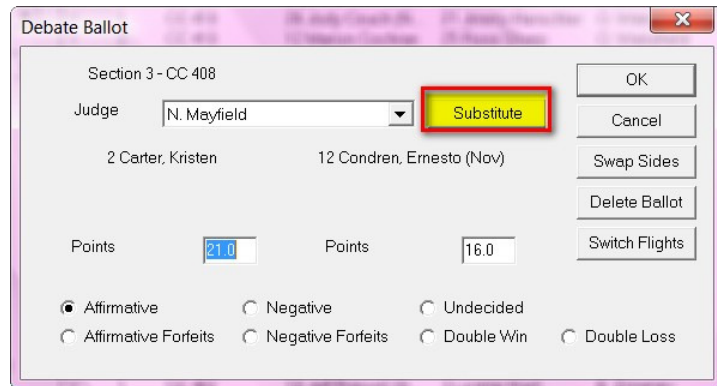 Debate Ballot
Section 3 - CC 408
OK
Judge N. Mayfield Substitute
Cancel
2 Carter, Kristen 12 Condren, Ernesto (Nov)
Swap Sides
Delete Ballot
Points 21.0 Points 16.0
Switch Flights
Affirmative Negative Undecided
Affirmative Forfeits Negative Forfeits Double Win Double Loss